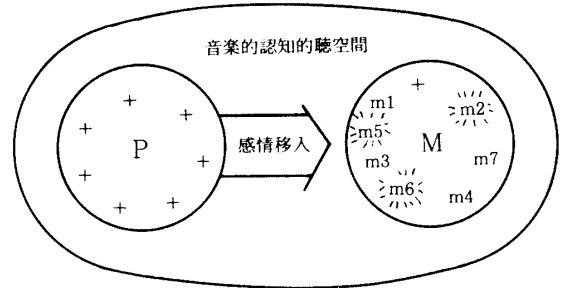 音楽的認知的聴空間
+
+ m1 m2
+ + m5
+ P + 感情移入 M
m3 m7
+ m6
+ + m4